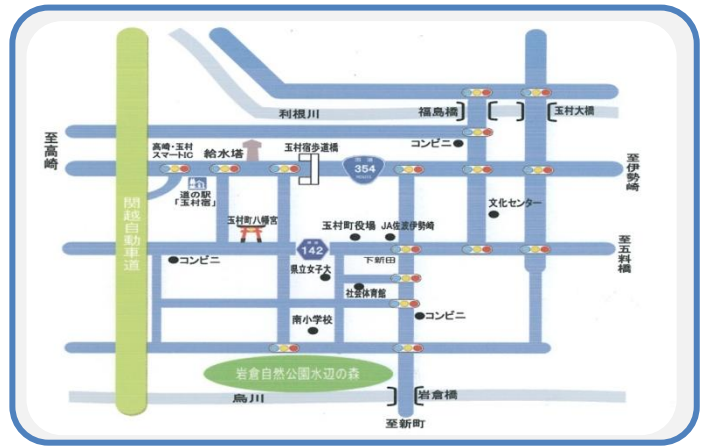 利根川
福島橋
玉村大橋
至高崎
高崎・玉村
スマートIC
給水塔
玉村宿歩道橋
国道
354
ROUTE
コンビニ
至伊勢崎
道の駅
「玉村宿」
関越自動車道
玉村町八幡宮
玉村町役場
JA佐波伊勢崎
文化センター
至五料橋
コンビニ
142
県立女子大
下新田
社会体育館
南小学校
コンビニ
岩倉自然公園水辺の森
烏川
岩倉橋
至新町